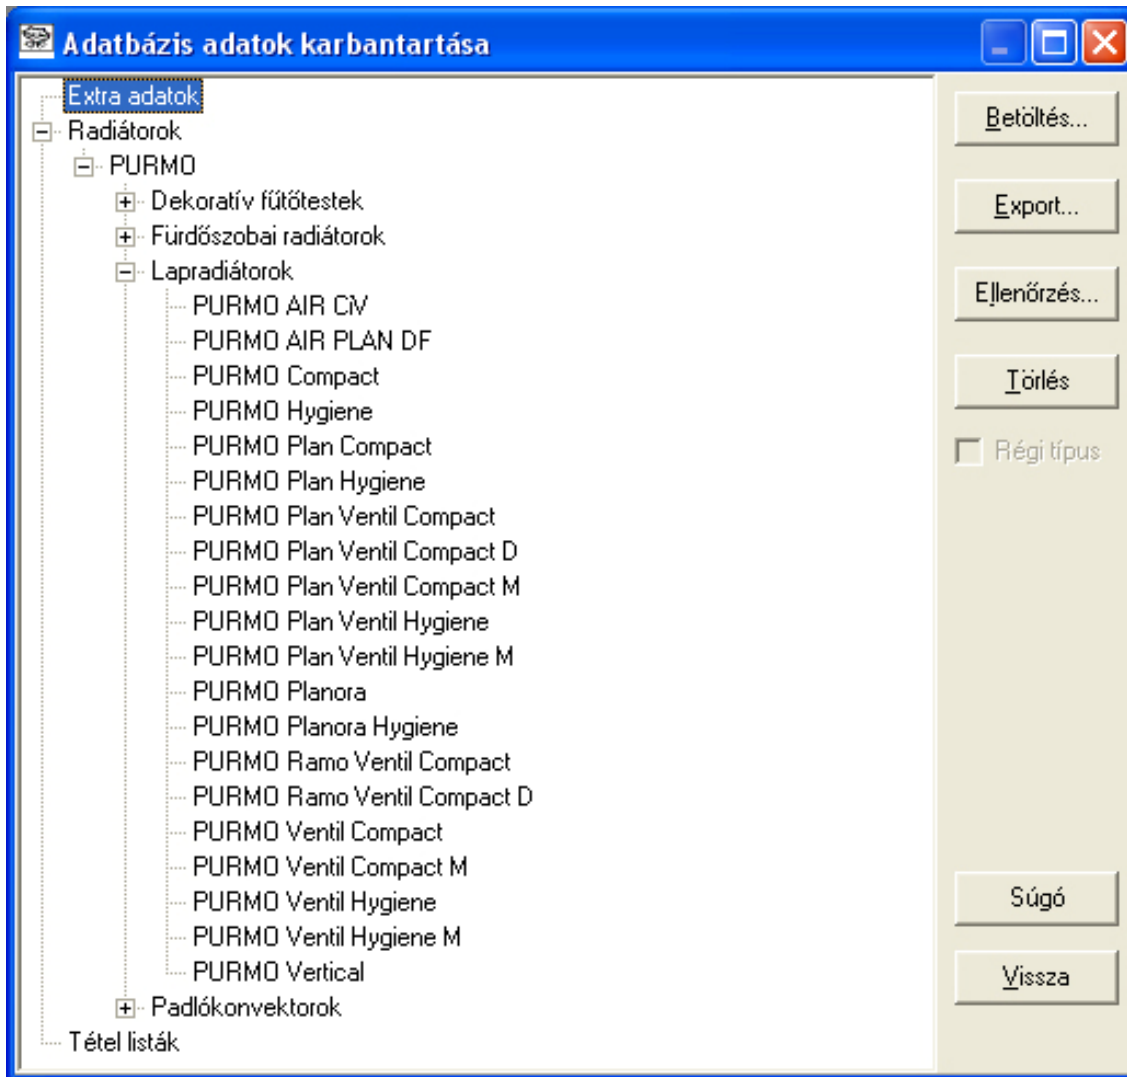 Adatbázis adatok karbantartása
Extra adatok
Radiátorok
PURMO
Dekoratív fűtőtestek
Fürdőszobai radiátorok
Lapradiátorok
PURMO AIR CiV
PURMO AIR PLAN DF
PURMO Compact
PURMO Hygiene
PURMO Plan Compact
PURMO Plan Hygiene
PURMO Plan Ventil Compact
PURMO Plan Ventil Compact D
PURMO Plan Ventil Compact M
PURMO Plan Ventil Hygiene
PURMO Plan Ventil Hygiene M
PURMO Planora
PURMO Planora Hygiene
PURMO Ramo Ventil Compact
PURMO Ramo Ventil Compact D
PURMO Ventil Compact
PURMO Ventil Compact M
PURMO Ventil Hygiene
PURMO Ventil Hygiene M
PURMO Vertical
Padlókonvektorok
Tétel listák
Betöltés...
Export...
Ellenőrzés...
Törlés
Régi típus
Súgó
Vissza